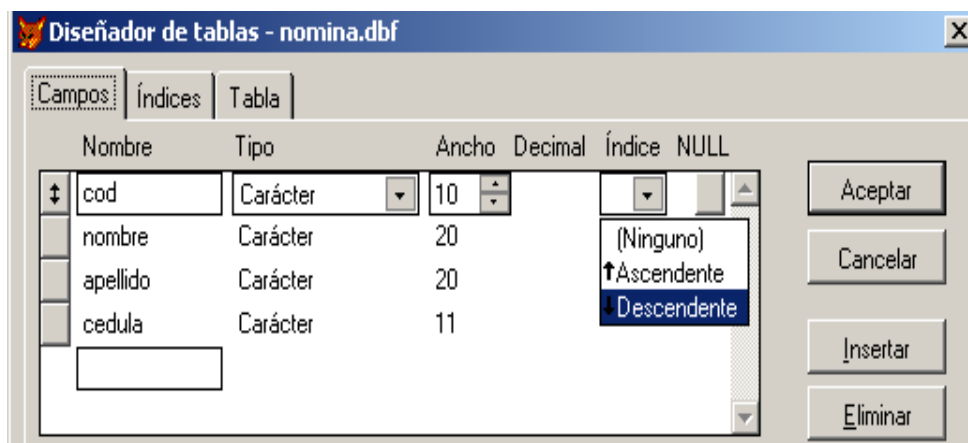 Diseñador de tablas - nomina.dbf
Campos Índices Tabla
Nombre Tipo Ancho Decimal Índice NULL
cod Carácter 10
nombre Carácter 20
apellido Carácter 20
cedula Carácter 11
(Ninguno)
↑Ascendente
↓Descendente
Aceptar
Cancelar
Insertar
Eliminar